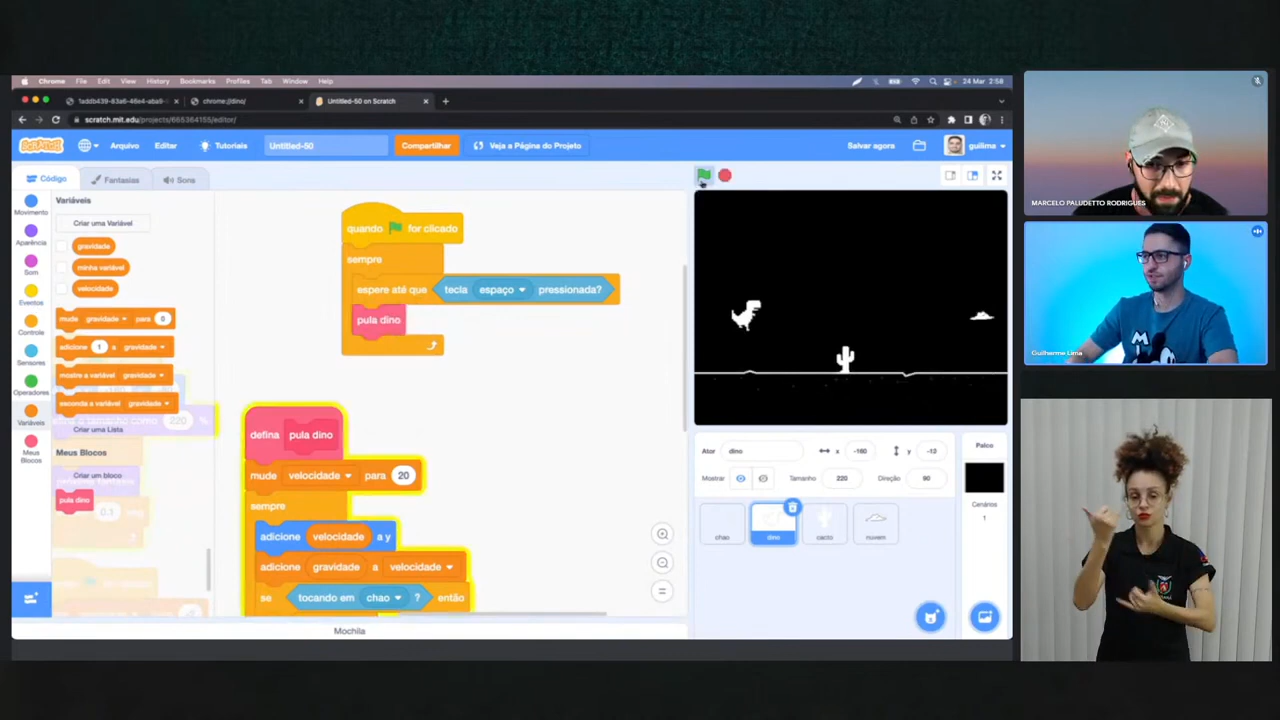 Chrome File Edit View History Bookmarks Profiles Tab Window Help
24 Mar 2:58
chrome://dino/
Untitled-50 on Scratch
scratch.mit.edu/projects/665364155/editor/
SCRATCH Arquivo Editar Tutoriais Untitled-50 Compartilhar Veja a Página do Projeto Salvar agora guilima
Código Fantasias Sons
Movimento
Aparência
Som
Eventos
Controle
Sensores
Operadores
Variáveis
Meus Blocos
Variáveis
Criar uma Variável
gravidade
minha variável
velocidade
mude gravidade para 0
adicione 1 a gravidade
mostre a variável gravidade
esconda a variável gravidade
220 %
Criar uma Lista
Meus Blocos
Criar um bloco
pula dino
0.1
quando for clicado
sempre
espere até que tecla espaço pressionada?
pula dino
defina pula dino
mude velocidade para 20
sempre
adicione velocidade a y
adicione gravidade a velocidade
se tocando em chao ? então
Mochila
Ator dino x -160 y -12
Mostrar Tamanho 220 Direção 90
chao dino cacto nuvem
Palco
Cenários
1
MARCELO PALUDETTO RODRIGUES
Guilherme Lima